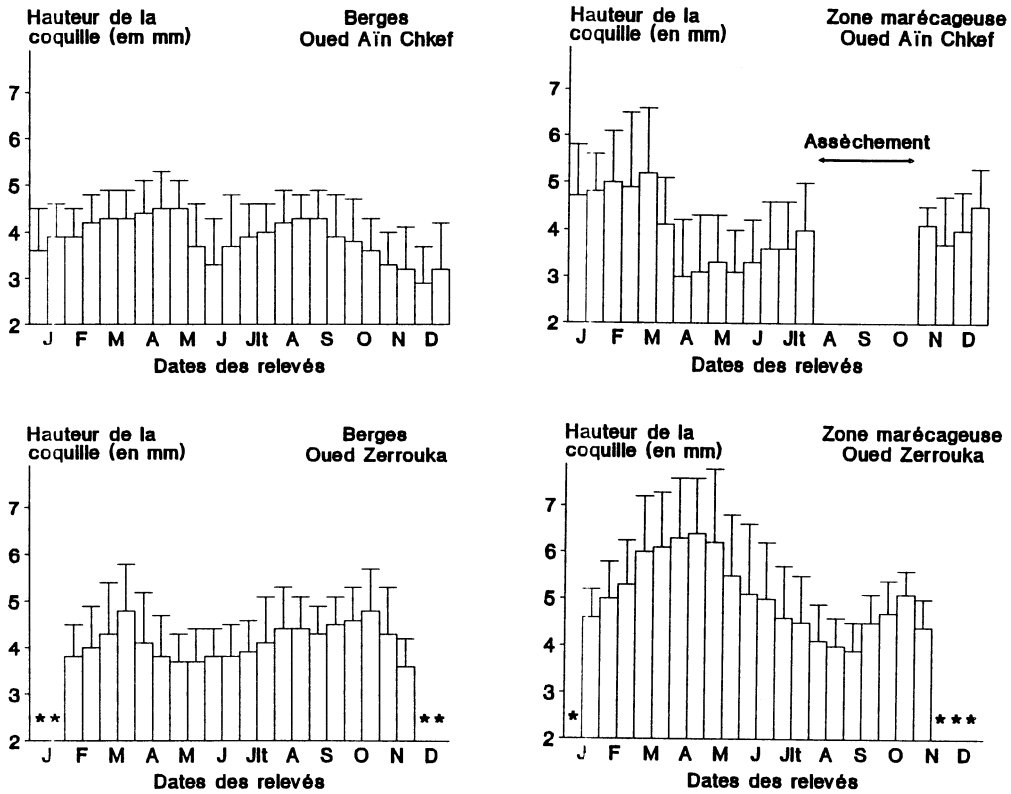 Hauteur de la
coquille (em mm)
Berges
Oued Aïn Chkef
7
6
5
4
3
2
J F M A M J Jlt A S O N D
Dates des relevés
Hauteur de la
coquille (en mm)
Zone marécageuse
Oued Aïn Chkef
Assèchement
7
6
5
4
3
2
J F M A M J Jlt A S O N D
Dates des relevés
Hauteur de la
coquille (en mm)
Berges
Oued Zerrouka
7
6
5
4
3
2
* * * *
J F M A M J Jlt A S O N D
Dates des relevés
Hauteur de la
coquille (en mm)
Zone marécageuse
Oued Zerrouka
7
6
5
4
3
2
* * * *
J F M A M J Jlt A S O N D
Dates des relevés